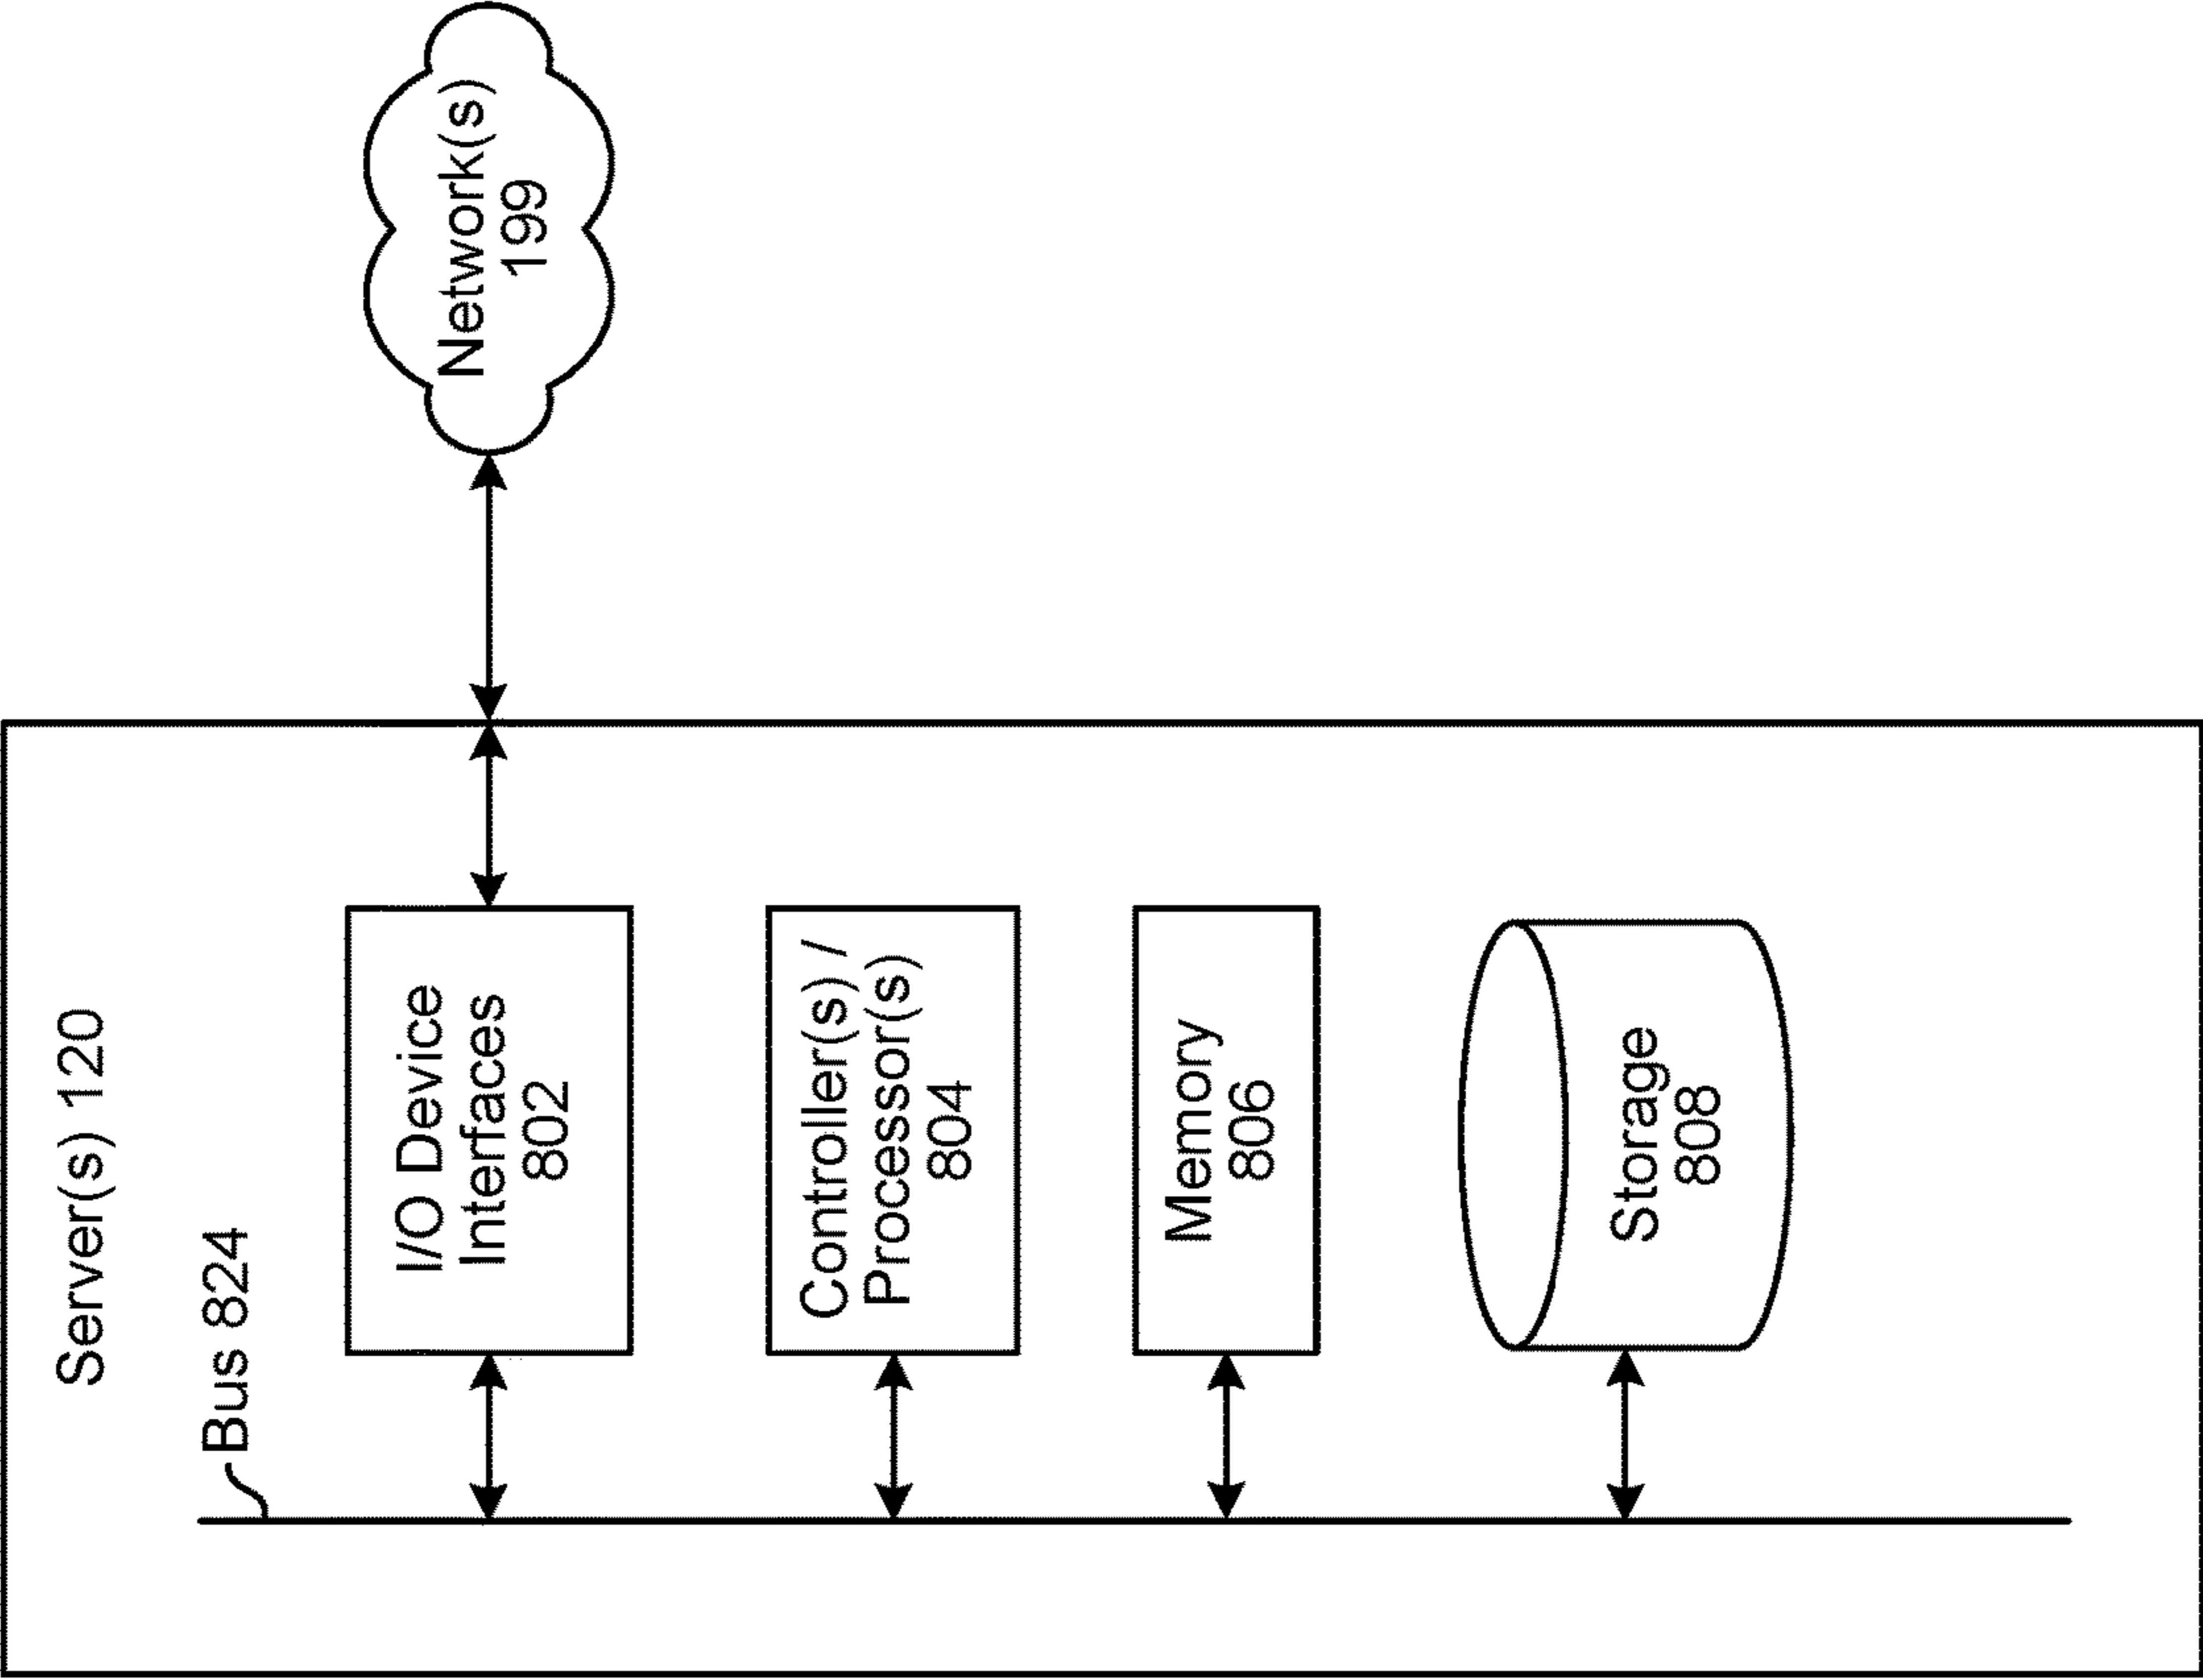 Server(s) 120
Bus 824
I/O Device
Interfaces
802
Network(s)
199
Controller(s) /
Processor(s)
804
Memory
806
Storage
808